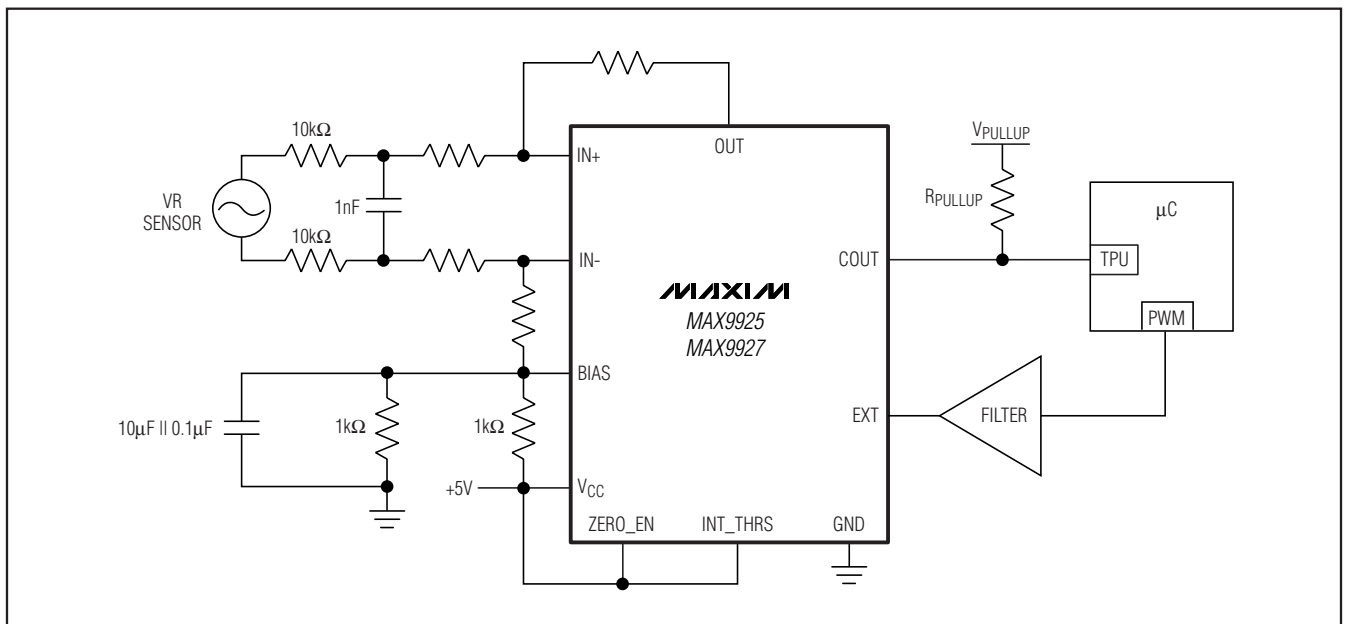 10kΩ
VR
SENSOR
1nF
10kΩ
IN+
OUT
IN-
MAXIM
MAX9925
MAX9927
COUT
VPULLUP
RPULLUP
μC
TPU
PWM
BIAS
10μF II 0.1μF
1kΩ
1kΩ
EXT
FILTER
+5V
VCC
ZERO_EN
INT_THRS
GND